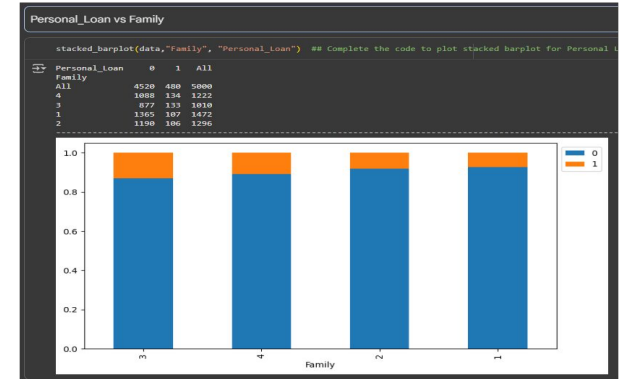 Personal_Loan vs Family
stacked_barplot(data,"Family", "Personal_Loan") ## Complete the code to plot stacked barplot for Personal L
Personal_Loan 0 1 All
Family
All 4520 480 5000
4 1088 134 1222
3 877 133 1010
1 1365 107 1472
2 1190 106 1296
------------------------------------------------------------------------------------------------------------------------
1.0
0
1
0.8
0.6
0.4
0.2
0.0
3 4 2 1
Family